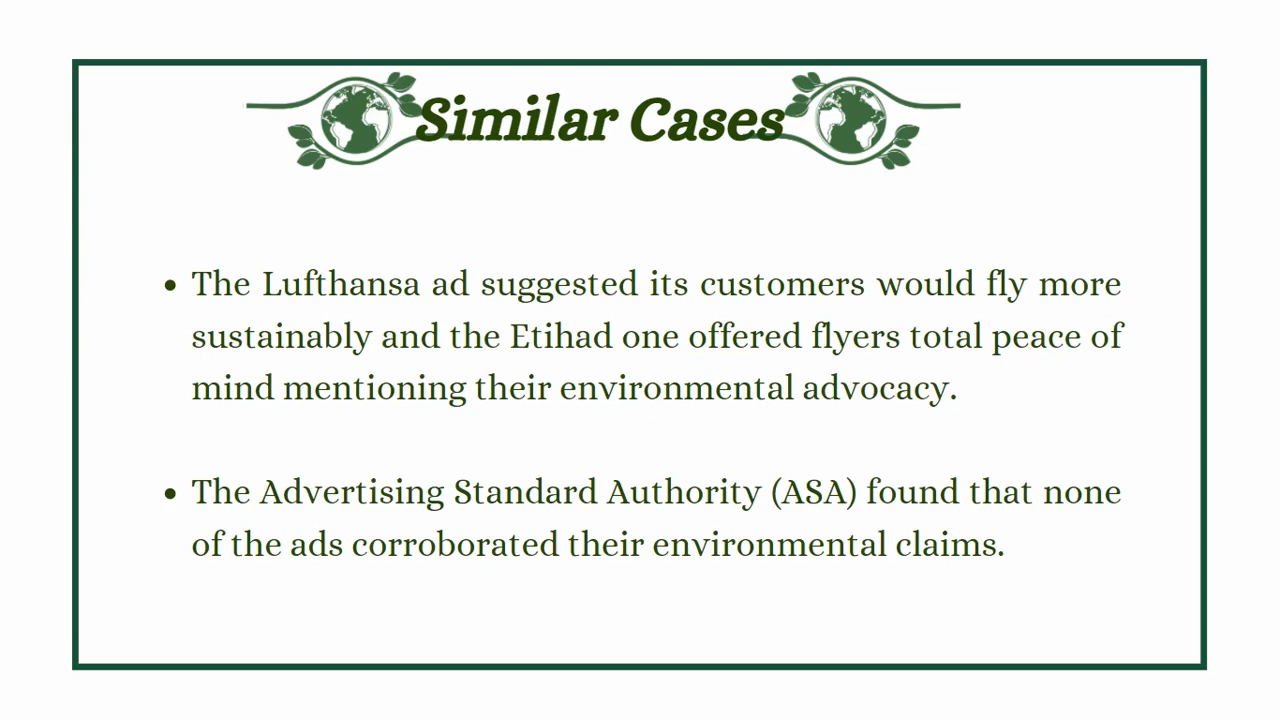 Similar Cases
• The Lufthansa ad suggested its customers would fly more
sustainably and the Etihad one offered flyers total peace of
mind mentioning their environmental advocacy.
• The Advertising Standard Authority (ASA) found that none
of the ads corroborated their environmental claims.